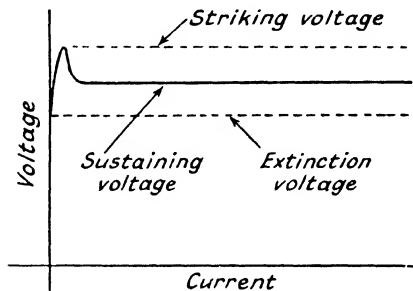 Striking voltage
Voltage
Sustaining
voltage
Extinction
voltage
Current